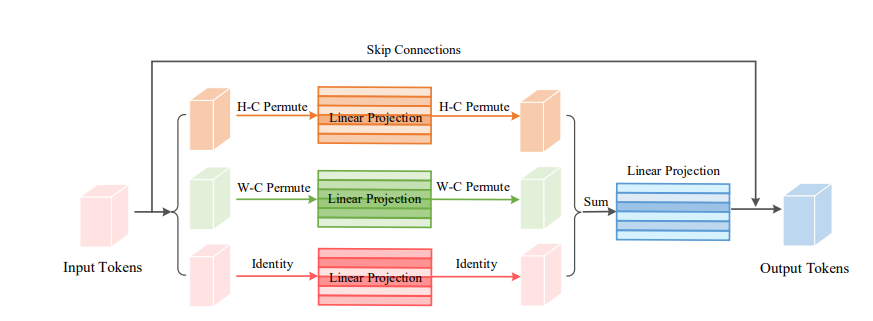 Skip Connections
H-C Permute
Linear Projection
H-C Permute
W-C Permute
Linear Projection
W-C Permute
Linear Projection
Sum
Input Tokens
Identity
Linear Projection
Identity
Output Tokens